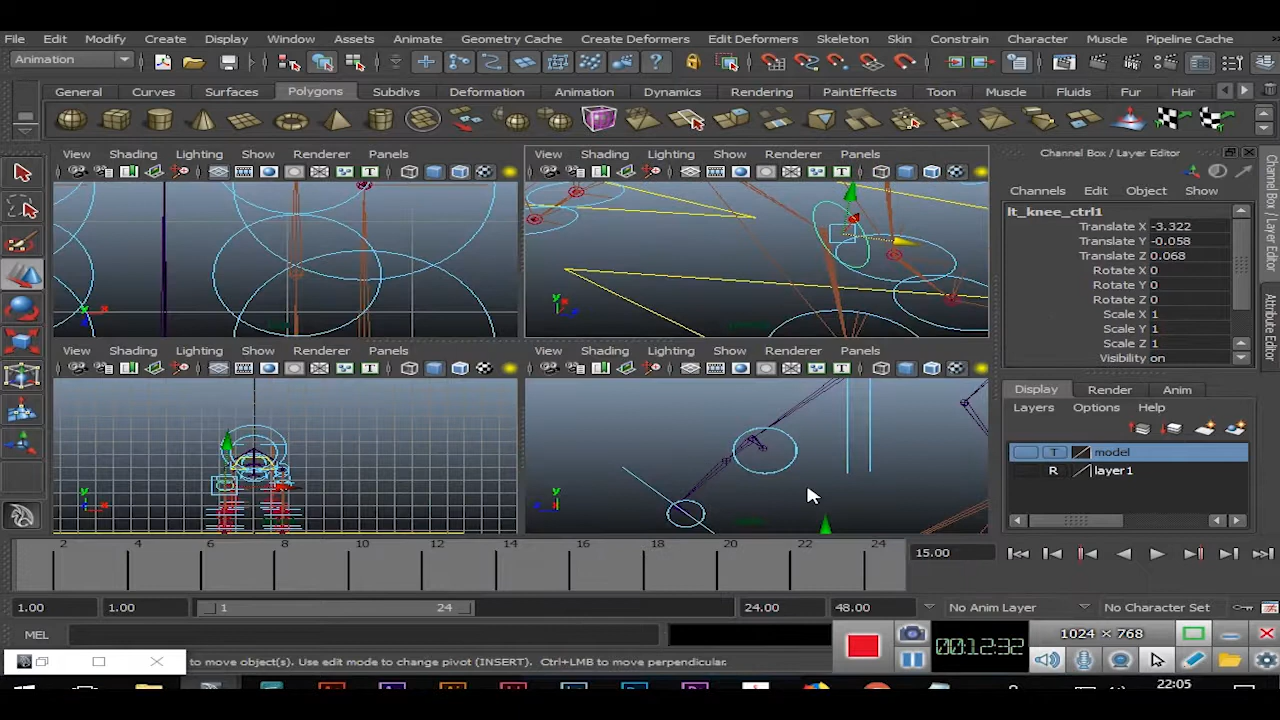 File Edit Modify Create Display Window Assets Animate Geometry Cache Create Deformers Edit Deformers Skeleton Skin Constrain Character Muscle Pipeline Cache
Animation
General Curves Surfaces Polygons Subdivs Deformation Animation Dynamics Rendering PaintEffects Toon Muscle Fluids Fur Hair
View Shading Lighting Show Renderer Panels
View Shading Lighting Show Renderer Panels
Channel Box / Layer Editor
Channels Edit Object Show
lt_knee_ctrl1
Translate X -3.322
Translate Y -0.058
Translate Z 0.068
Rotate X 0
Rotate Y 0
Rotate Z 0
Scale X 1
Scale Y 1
Scale Z 1
Visibility on
Channel Box / Layer Editor
Attribute Editor
View Shading Lighting Show Renderer Panels
View Shading Lighting Show Renderer Panels
Display Render Anim
Layers Options Help
T model
R layer1
2 4 6 8 10 12 14 16 18 20 22 24
15.00
1.00 1.00 1 24 24.00 48.00 No Anim Layer No Character Set
MEL
to move object(s). Use edit mode to change pivot (INSERT). Ctrl+LMB to move perpendicular.
00:12:32
1024 × 768
22:05